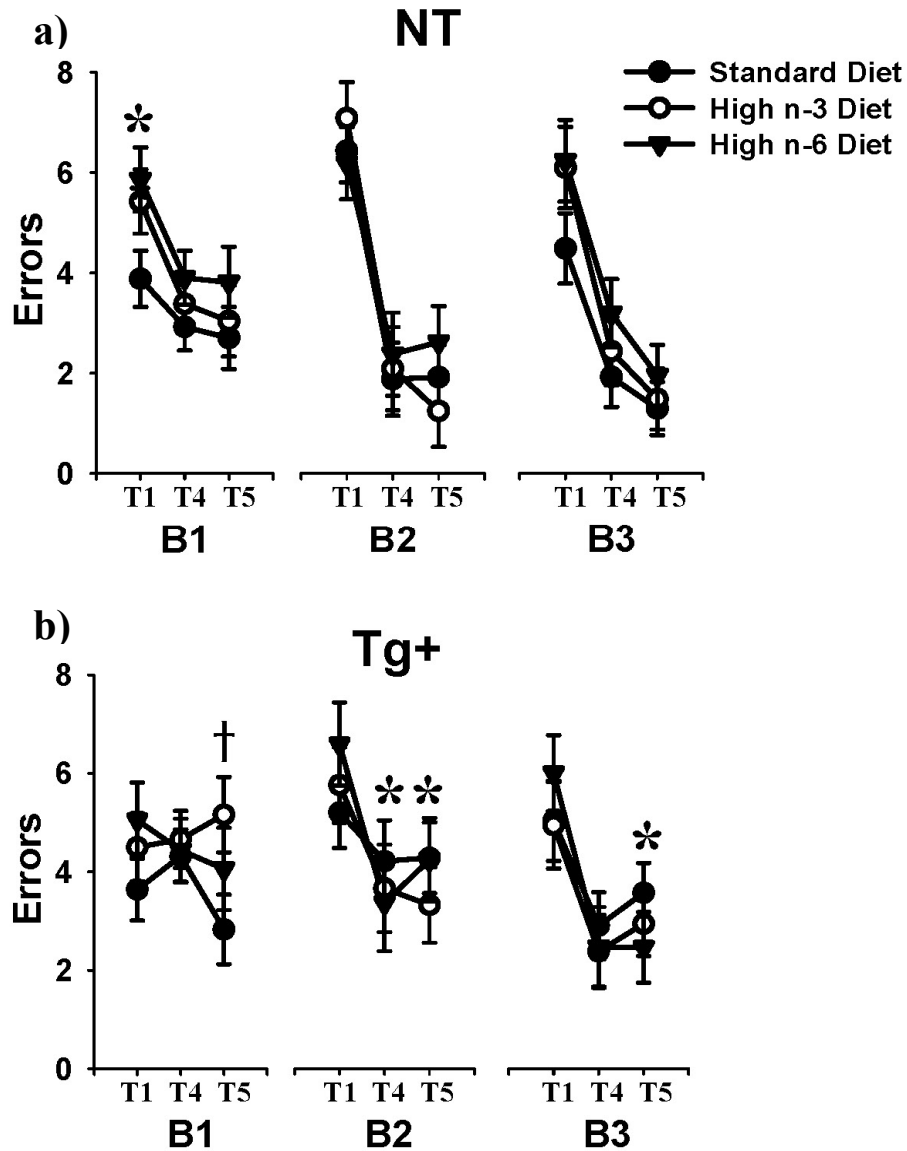 a)
NT
Standard Diet
High n-3 Diet
High n-6 Diet
*
8
6
4
2
0
Errors
T1 T4 T5 T1 T4 T5 T1 T4 T5
B1 B2 B3
b)
Tg+
†
* *
*
8
6
4
2
0
Errors
T1 T4 T5 T1 T4 T5 T1 T4 T5
B1 B2 B3